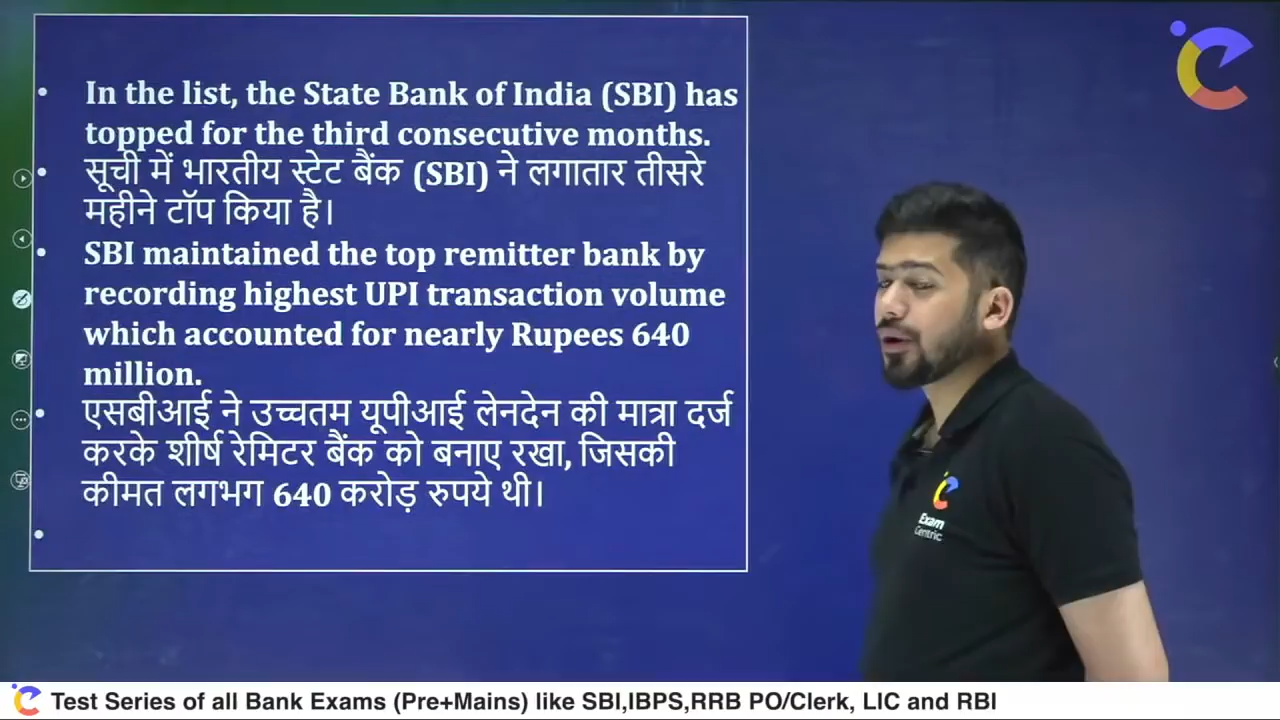 In the list, the State Bank of India (SBI) has
topped for the third consecutive months.
सूची में भारतीय स्टेट बैंक (SBI) ने लगातार तीसरे
महीने टॉप किया है।
SBI maintained the top remitter bank by
recording highest UPI transaction volume
which accounted for nearly Rupees 640
million.
एसबीआई ने उच्चतम यूपीआई लेनदेन की मात्रा दर्ज
करके शीर्ष रेमिटर बैंक को बनाए रखा, जिसकी
कीमत लगभग 640 करोड़ रुपये थी।
Exam
Centric
Test Series of all Bank Exams (Pre+Mains) like SBI,IBPS,RRB PO/Clerk, LIC and RBI